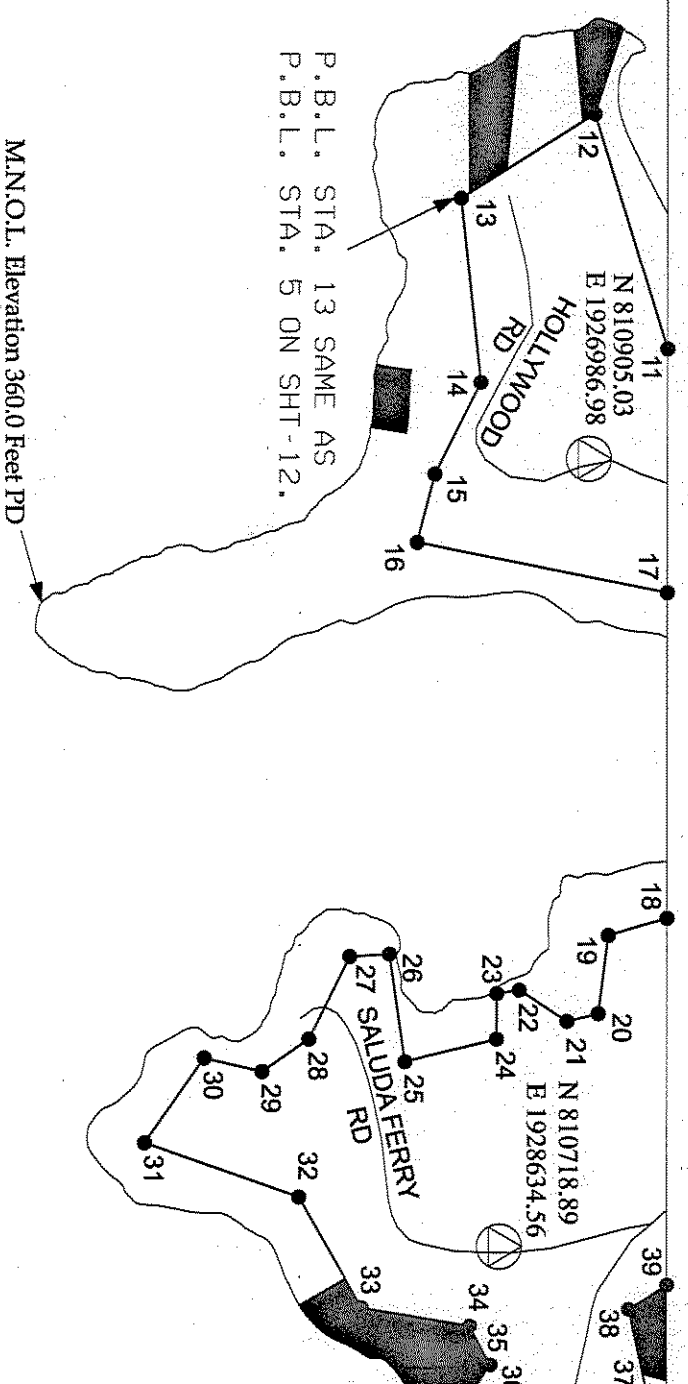 11
12
13
14
15
16
17
N 810905.03
E 1926986.98
HOLLYWOOD
RD
P.B.L. STA. 13 SAME AS
P.B.L. STA. 5 ON SHT-12.
M.N.O.L. Elevation 360.0 Feet PD
18
19
20
21
22
23
24
25
26
27
28
29
30
31
32
33
34
35
36
37
38
39
N 810718.89
E 1928634.56
SALUDA FERRY
RD